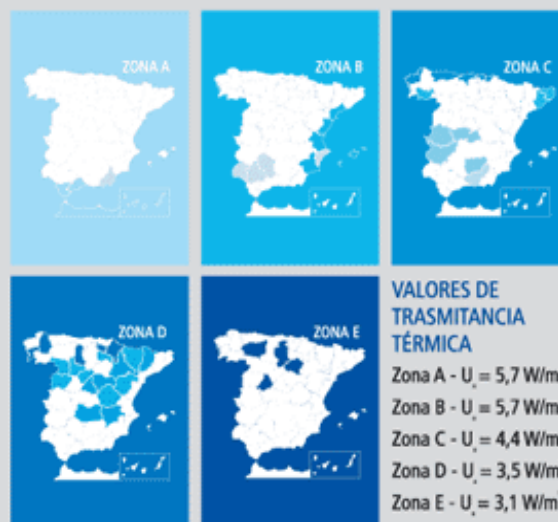 ZONA A
ZONA B
ZONA C
ZONA D
ZONA E
VALORES DE
TRASMITANCIA
TÉRMICA
Zona A - U = 5,7 W/m
Zona B - U = 5,7 W/m
Zona C - U = 4,4 W/m
Zona D - U = 3,5 W/m
Zona E - U = 3,1 W/m